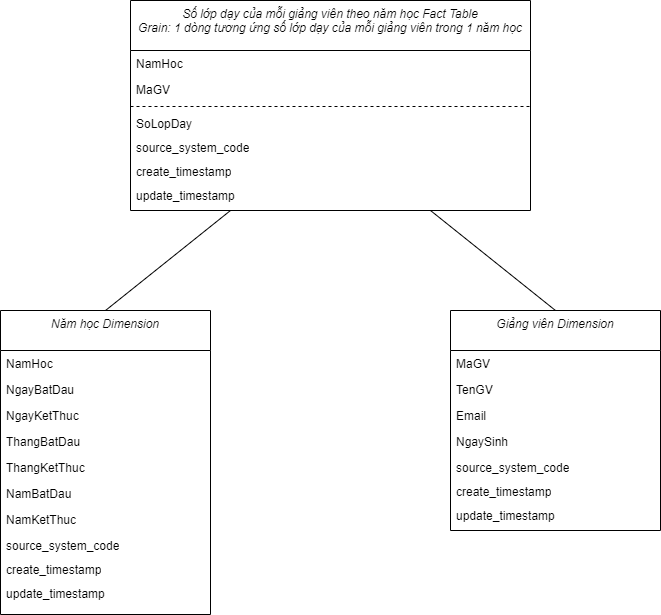 Số lớp dạy của mỗi giảng viên theo năm học Fact Table
Grain: 1 dòng tương ứng số lớp dạy của mỗi giảng viên trong 1 năm học
NamHoc
MaGV
SoLopDay
source_system_code
create_timestamp
update_timestamp
Năm học Dimension
NamHoc
NgayBatDau
NgayKetThuc
ThangBatDau
ThangKetThuc
NamBatDau
NamKetThuc
source_system_code
create_timestamp
update_timestamp
Giảng viên Dimension
MaGV
TenGV
Email
NgaySinh
source_system_code
create_timestamp
update_timestamp